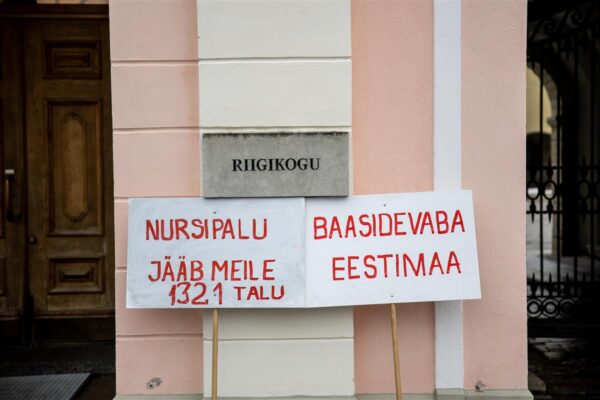 RIIGIKOGU
NURSIPALU
JÄÄB MEILE
1321 TALU
BAASIDEVABA
EESTIMAA